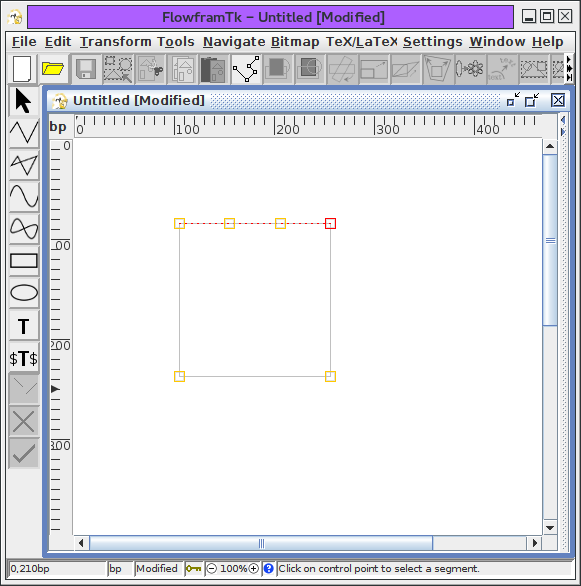 FlowframTk – Untitled [Modified]
File Edit Transform Tools Navigate Bitmap TeX/LaTeX Settings Window Help
Untitled [Modified]
bp 0 100 200 300 400
0
100
200
300
T
$T$
0,210bp bp Modified 100% Click on control point to select a segment.